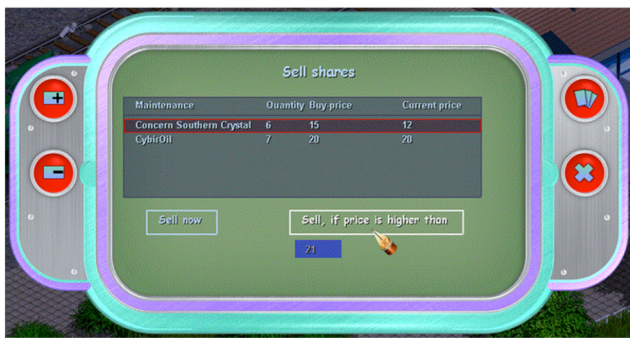 Sell shares
Maintenance Quantity Buy-price Current price
Concern Southern Crystal 6 15 12
CybirOil 7 20 20
Sell now Sell, if price is higher than
21